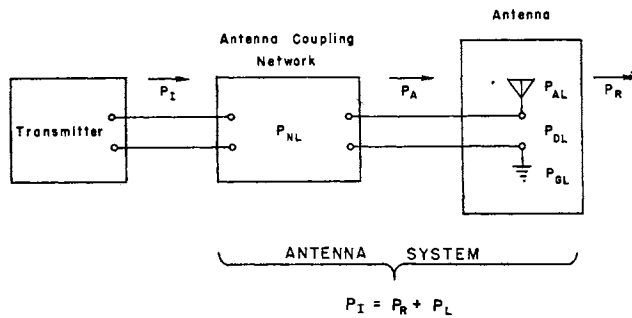 Antenna
Antenna Coupling
Network
P_I
P_A
P_R
Transmitter
P_NL
P_AL
P_DL
P_GL
ANTENNA SYSTEM
P_I = P_R + P_L